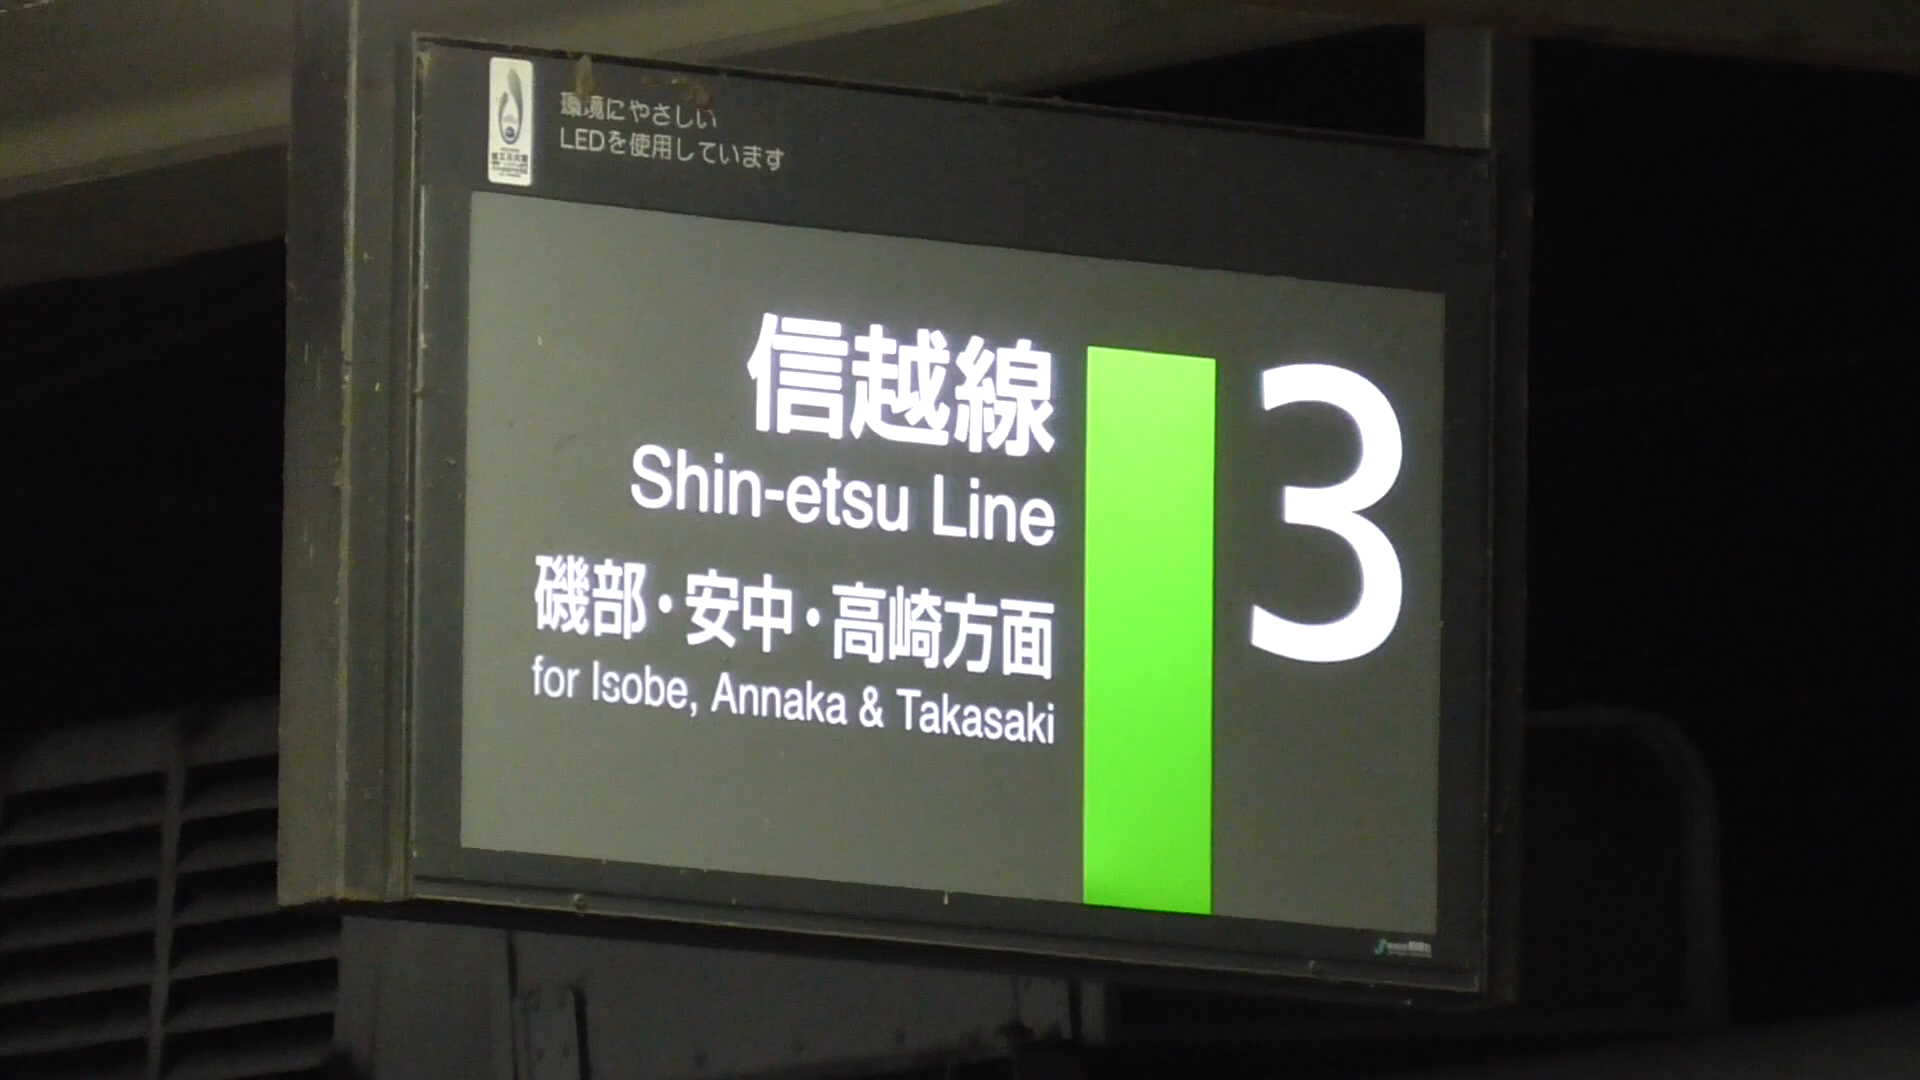 環境にやさしい
LEDを使用しています
信越線
Shin-etsu Line
磯部・安中・高崎方面
for Isobe, Annaka & Takasaki
3